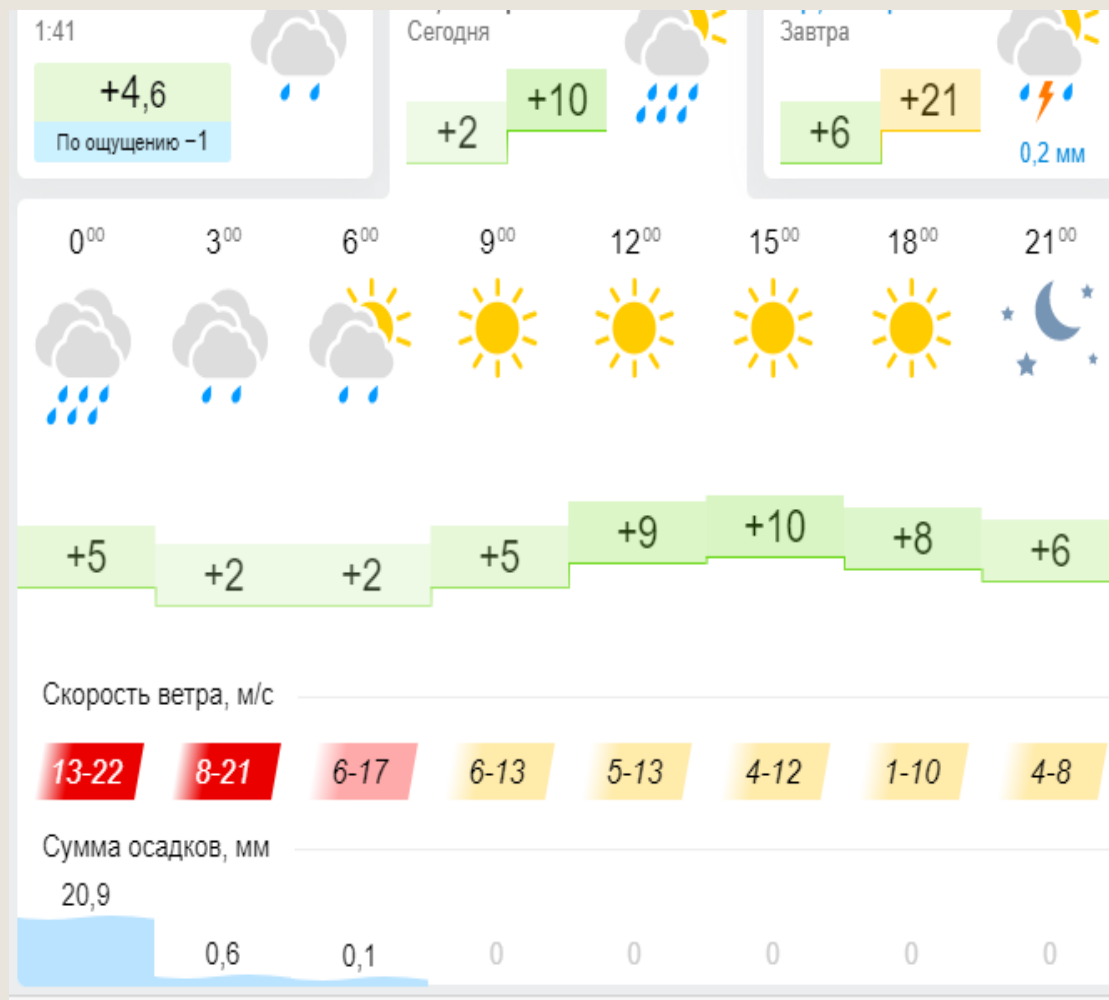 1:41
+4,6
По ощущению −1
Сегодня
+2 +10
Завтра
+6 +21
0,2 мм
0⁰⁰ 3⁰⁰ 6⁰⁰ 9⁰⁰ 12⁰⁰ 15⁰⁰ 18⁰⁰ 21⁰⁰
+5 +2 +2 +5 +9 +10 +8 +6
Скорость ветра, м/с
13-22 8-21 6-17 6-13 5-13 4-12 1-10 4-8
Сумма осадков, мм
20,9 0,6 0,1 0 0 0 0 0